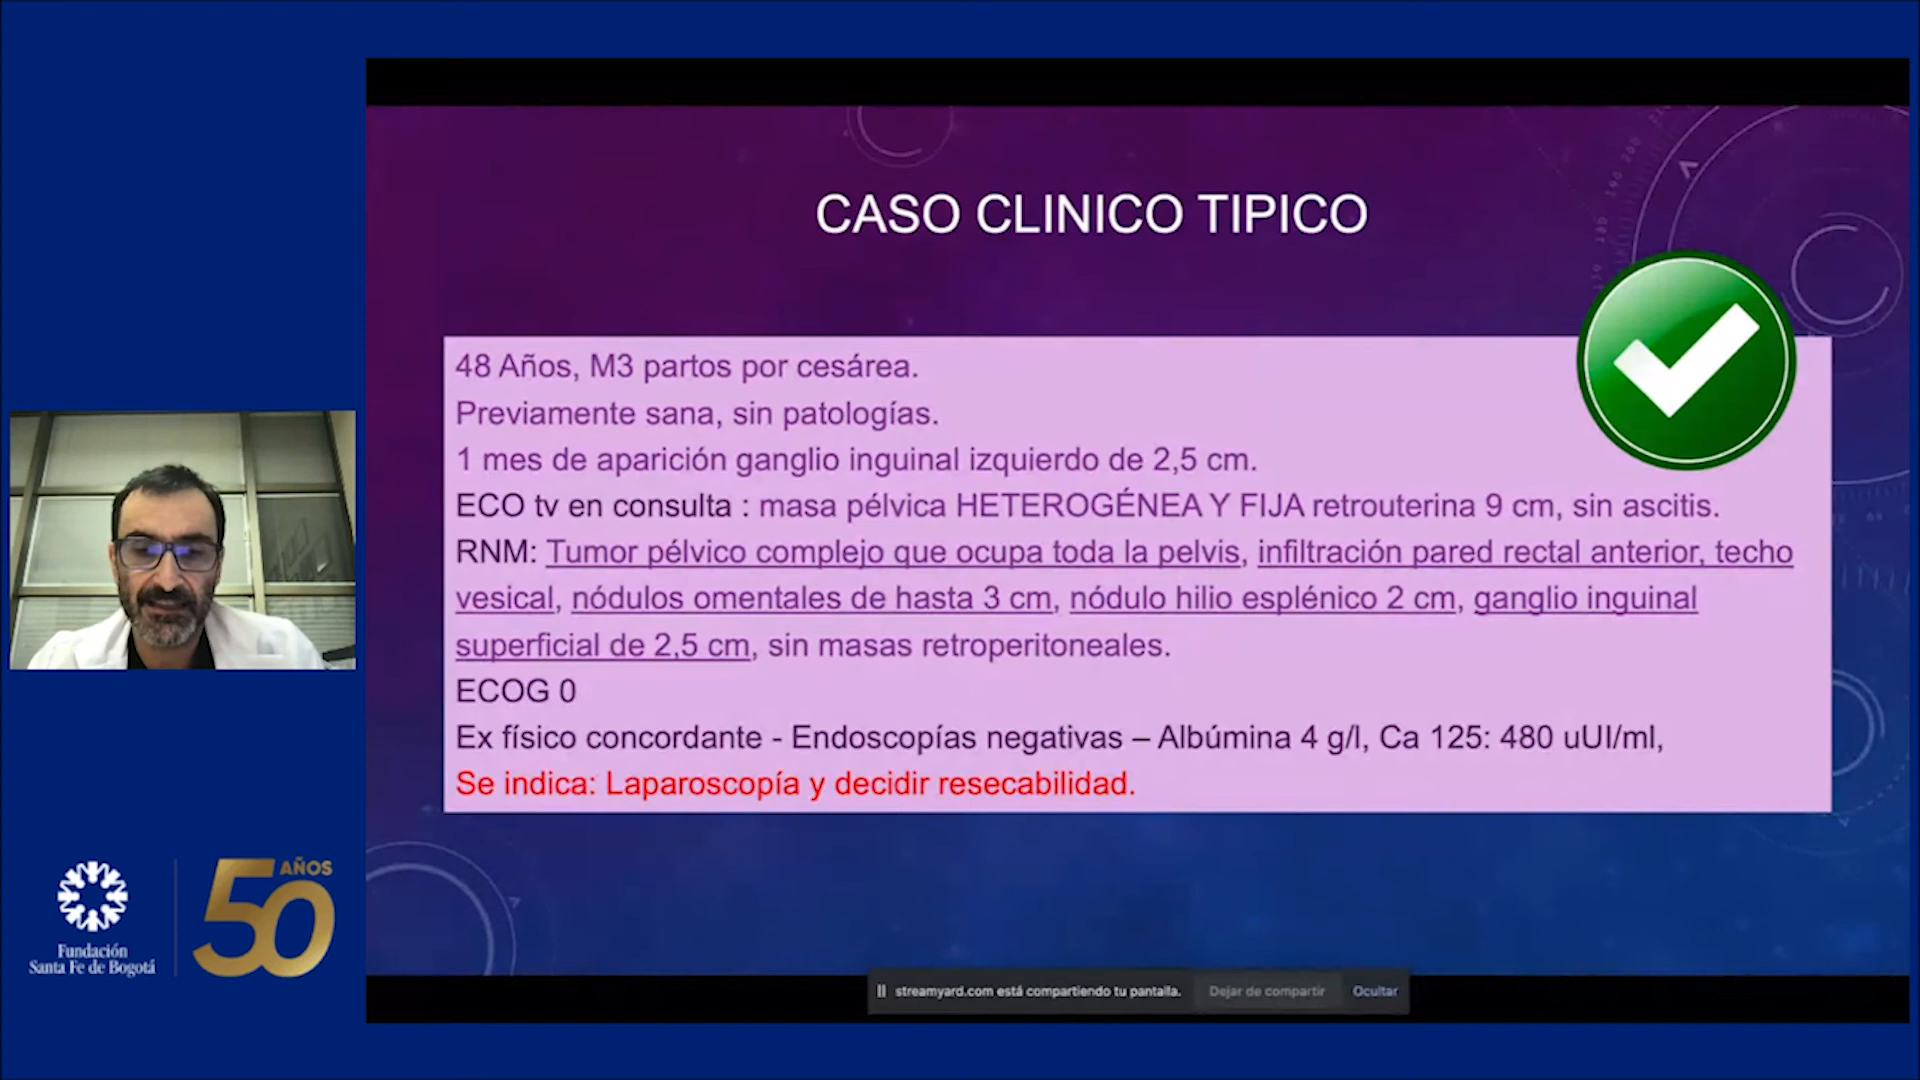 CASO CLINICO TIPICO
48 Años, M3 partos por cesárea.
Previamente sana, sin patologías.
1 mes de aparición ganglio inguinal izquierdo de 2,5 cm.
ECO tv en consulta : masa pélvica HETEROGÉNEA Y FIJA retrouterina 9 cm, sin ascitis.
RNM: Tumor pélvico complejo que ocupa toda la pelvis, infiltración pared rectal anterior, techo
vesical, nódulos omentales de hasta 3 cm, nódulo hilio esplénico 2 cm, ganglio inguinal
superficial de 2,5 cm, sin masas retroperitoneales.
ECOG 0
Ex físico concordante - Endoscopías negativas – Albúmina 4 g/l, Ca 125: 480 uUI/ml,
Se indica: Laparoscopía y decidir resecabilidad.
Fundación
Santa Fe de Bogotá
50 AÑOS
streamyard.com está compartiendo tu pantalla. Dejar de compartir Ocultar